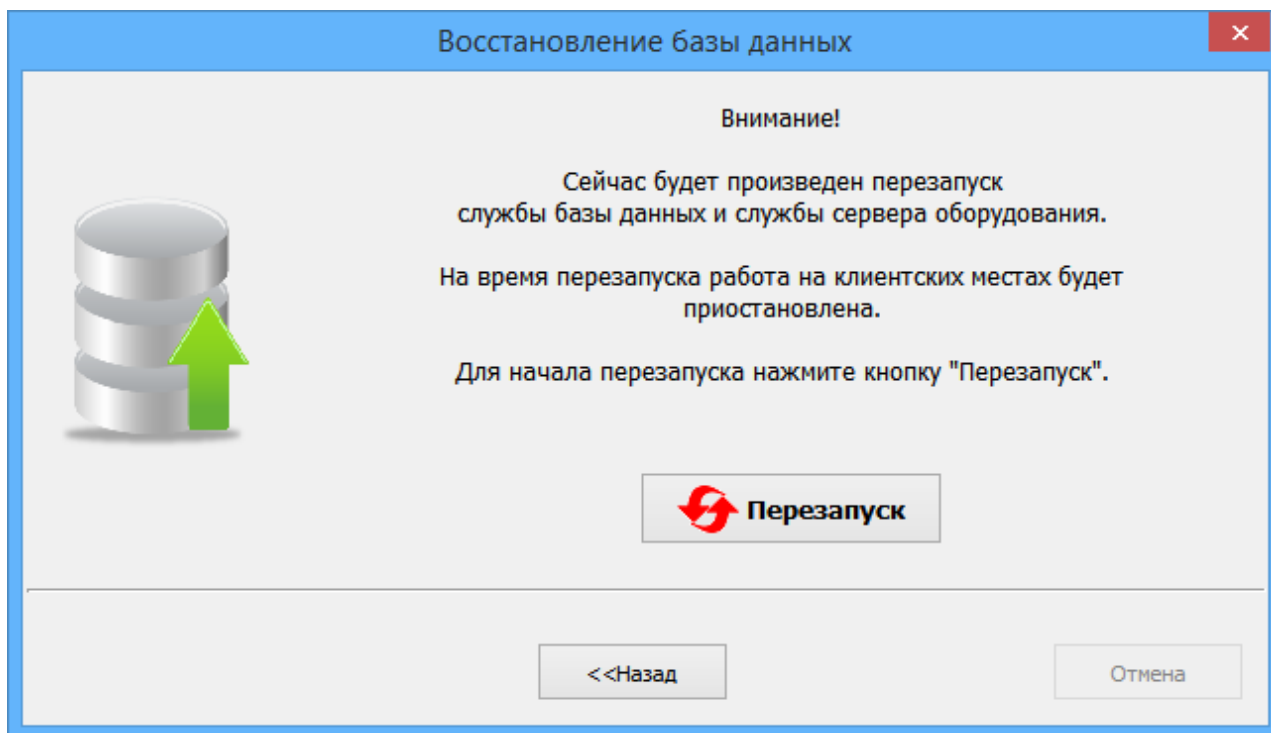 Восстановление базы данных
Внимание!
Сейчас будет произведен перезапуск
службы базы данных и службы сервера оборудования.
На время перезапуска работа на клиентских местах будет
приостановлена.
Для начала перезапуска нажмите кнопку "Перезапуск".
Перезапуск
<<Назад
Отмена